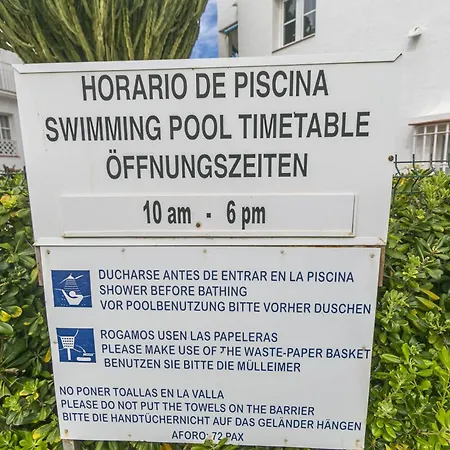 HORARIO DE PISCINA
SWIMMING POOL TIMETABLE
ÖFFNUNGSZEITEN
10 am - 6 pm
DUCHARSE ANTES DE ENTRAR EN LA PISCINA
SHOWER BEFORE BATHING
VOR POOLBENUTZUNG BITTE VORHER DUSCHEN
ROGAMOS USEN LAS PAPELERAS
PLEASE MAKE USE OF THE WASTE-PAPER BASKET
BENUTZEN SIE BITTE DIE MÜLLEIMER
NO PONER TOALLAS EN LA VALLA
PLEASE DO NOT PUT THE TOWELS ON THE BARRIER
BITTE DIE HANDTÜCHERNICHT AUF DAS GELÄNDER HÄNGEN
AFORO: 72 PAX